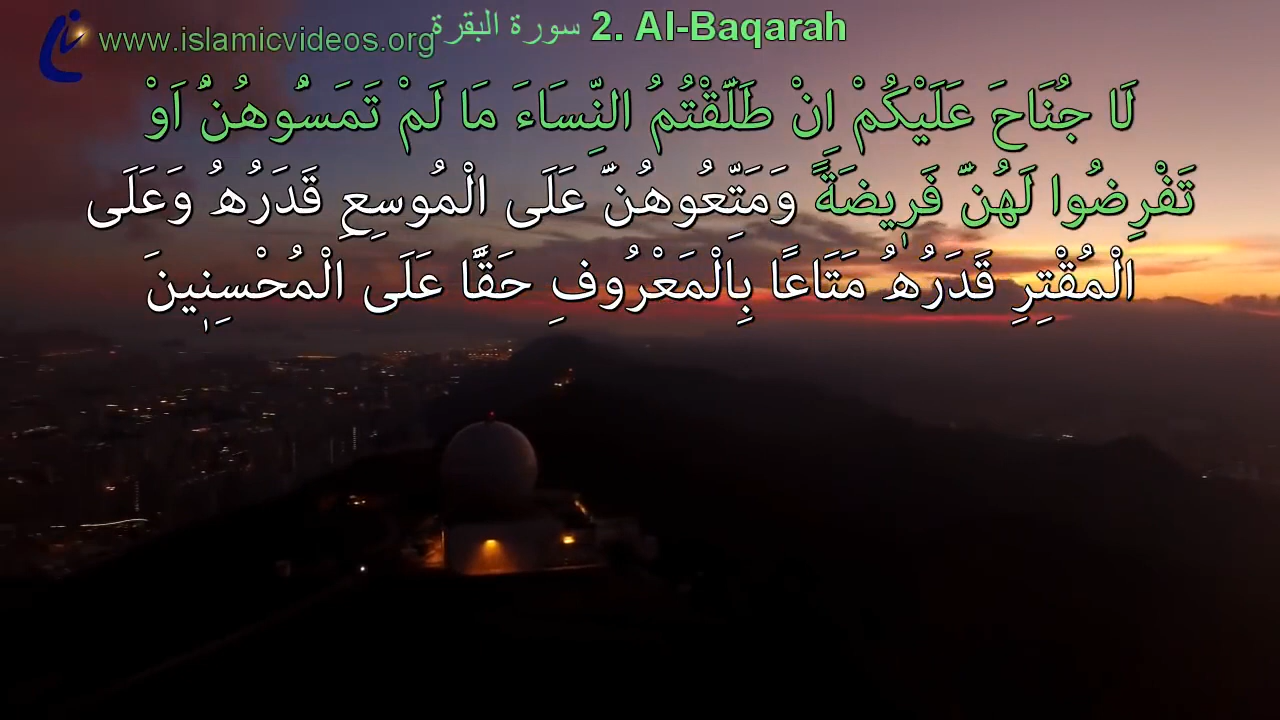 www.islamicvideos.org
سورة البقرة 2. Al-Baqarah
لَا جُنَاحَ عَلَيْكُمْ اِنْ طَلَّقْتُمُ النِّسَاءَ مَا لَمْ تَمَسُّوهُنَّ اَوْ
تَفْرِضُوا لَهُنَّ فَرٖيضَةً وَمَتِّعُوهُنَّ عَلَى الْمُوسِعِ قَدَرُهُ وَعَلَى
الْمُقْتِرِ قَدَرُهُ مَتَاعًا بِالْمَعْرُوفِ حَقًّا عَلَى الْمُحْسِنٖينَ